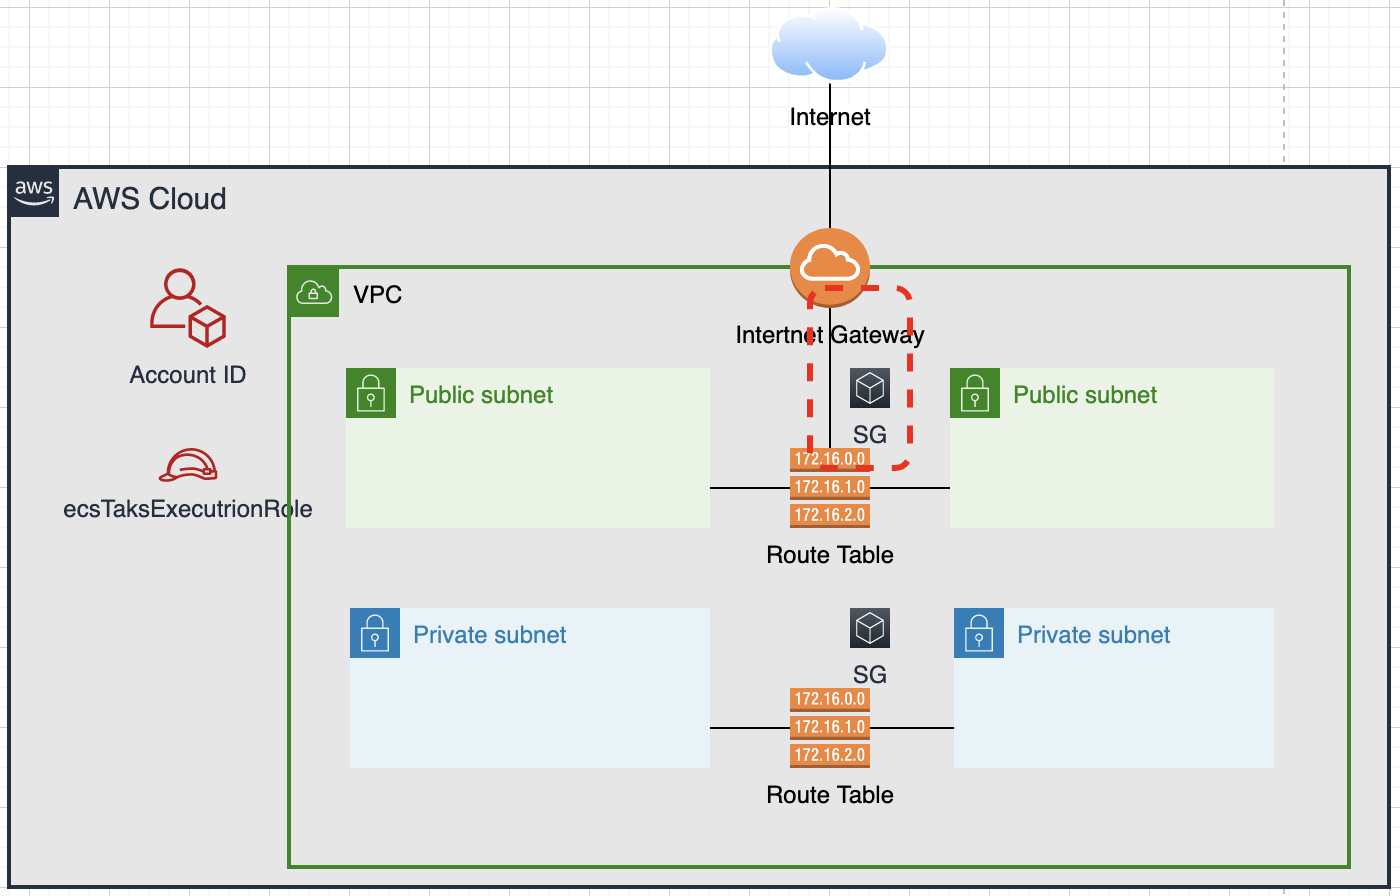 Internet
aws
AWS Cloud
VPC
Intertnet Gateway
Account ID
Public subnet
SG
Public subnet
172.16.0.0
172.16.1.0
172.16.2.0
ecsTaksExecutrionRole
Route Table
Private subnet
SG
Private subnet
172.16.0.0
172.16.1.0
172.16.2.0
Route Table